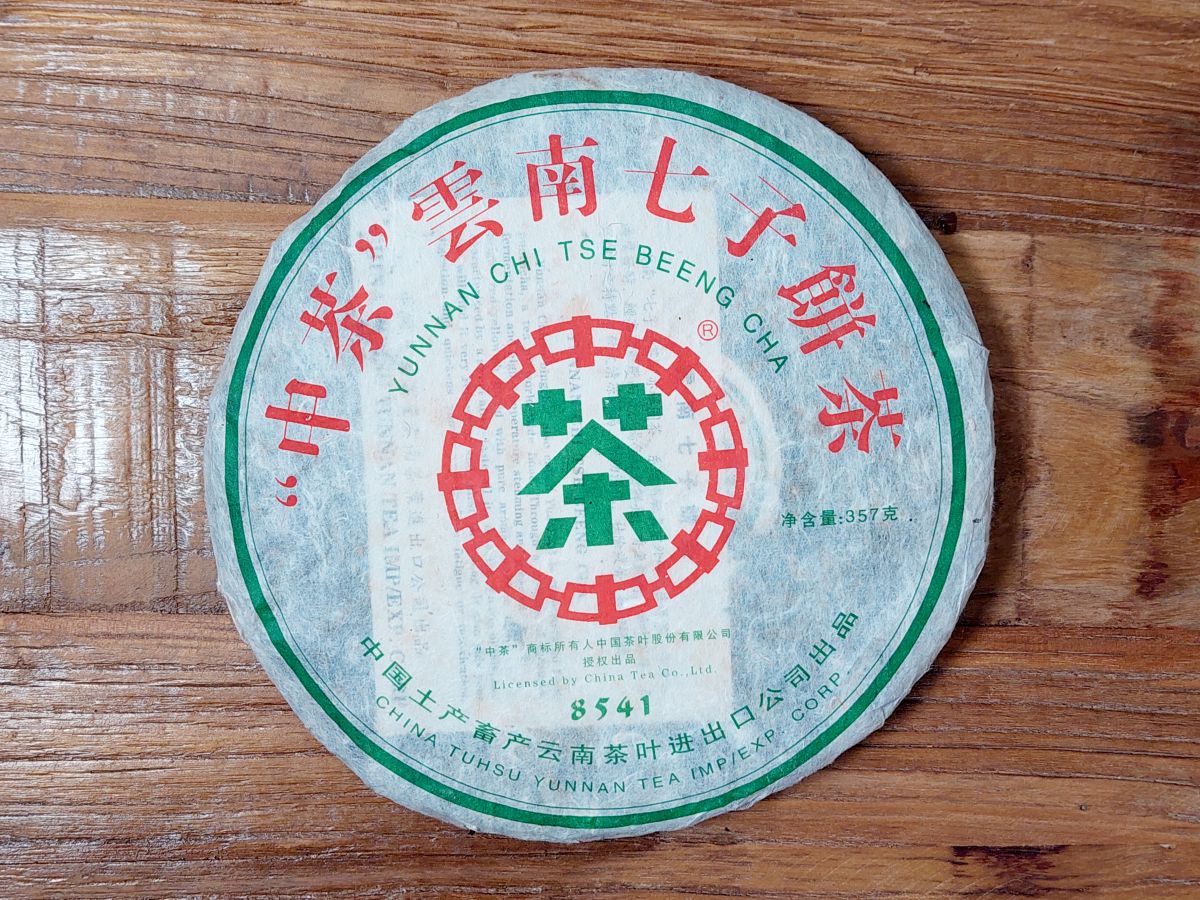 “中茶”雲南七子餅茶
YUNNAN CHI TSE BEENG CHA
®
茶
净含量:357克
“中茶”商标所有人中国茶叶股份有限公司
授权出品
Licensed by China Tea Co.,Ltd.
8541
中国土产畜产云南茶叶进出口公司出品
CHINA TUHSU YUNNAN TEA IMP/EXP. CORP.